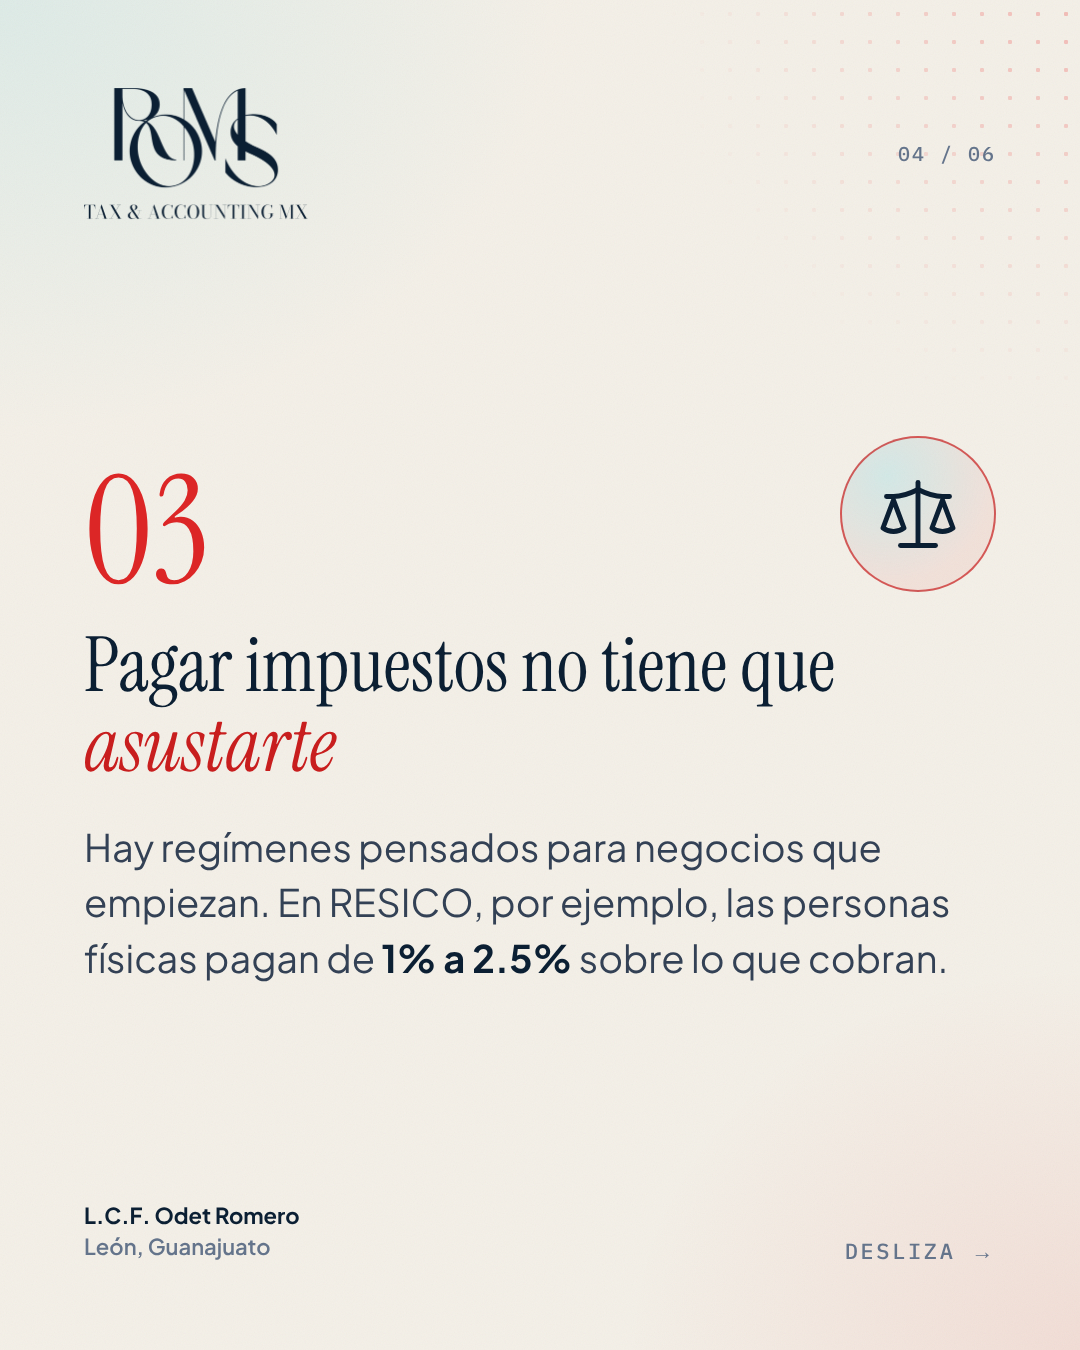 ROMS
TAX & ACCOUNTING MX
04 / 06
03
Pagar impuestos no tiene que
asustarte
Hay regímenes pensados para negocios que
empiezan. En RESICO, por ejemplo, las personas
físicas pagan de 1% a 2.5% sobre lo que cobran.
L.C.F. Odet Romero
León, Guanajuato
DESLIZA →